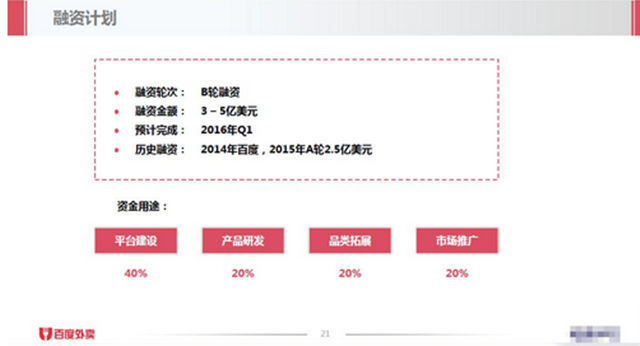 融资计划
• 融资轮次： B轮融资
• 融资金额： 3 – 5亿美元
• 预计完成： 2016年Q1
• 历史融资： 2014年百度，2015年A轮2.5亿美元
资金用途：
平台建设 产品研发 品类拓展 市场推广
40% 20% 20% 20%
百度外卖 21